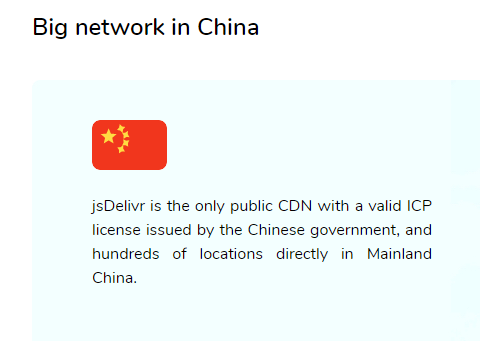 Big network in China
jsDelivr is the only public CDN with a valid ICP
license issued by the Chinese government, and
hundreds of locations directly in Mainland
China.